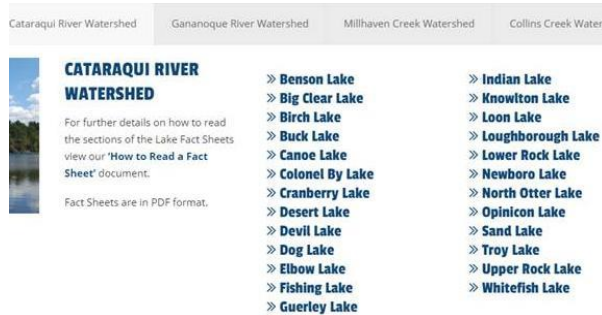 Cataraqui River Watershed
Gananoque River Watershed
Millhaven Creek Watershed
Collins Creek Water
CATARAQUI RIVER
WATERSHED
For further details on how to read
the sections of the Lake Fact Sheets
view our 'How to Read a Fact
Sheet' document.
Fact Sheets are in PDF format.
» Benson Lake
» Big Clear Lake
» Birch Lake
» Buck Lake
» Canoe Lake
» Colonel By Lake
» Cranberry Lake
» Desert Lake
» Devil Lake
» Dog Lake
» Elbow Lake
» Fishing Lake
» Guerley Lake
» Indian Lake
» Knowlton Lake
» Loon Lake
» Loughborough Lake
» Lower Rock Lake
» Newboro Lake
» North Otter Lake
» Opinicon Lake
» Sand Lake
» Troy Lake
» Upper Rock Lake
» Whitefish Lake